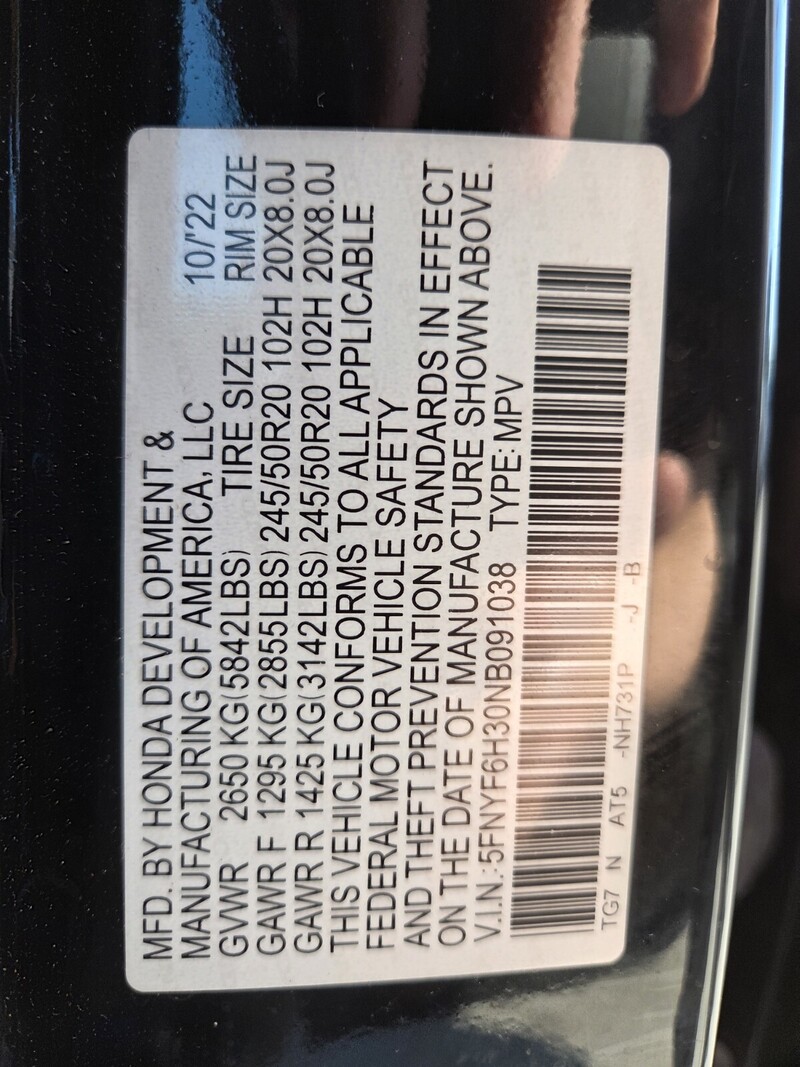 MFD. BY HONDA DEVELOPMENT &
MANUFACTURING OF AMERICA, LLC 10/'22
GVWR 2650 KG(5842LBS) TIRE SIZE RIM SIZE
GAWR F 1295 KG(2855LBS) 245/50R20 102H 20X8.0J
GAWR R 1425 KG(3142LBS) 245/50R20 102H 20X8.0J
THIS VEHICLE CONFORMS TO ALL APPLICABLE
FEDERAL MOTOR VEHICLE SAFETY
AND THEFT PREVENTION STANDARDS IN EFFECT
ON THE DATE OF MANUFACTURE SHOWN ABOVE.
V.I.N.:5FNYF6H30NB091038 TYPE:MPV
TG7 N AT5 -NH731P -J -B